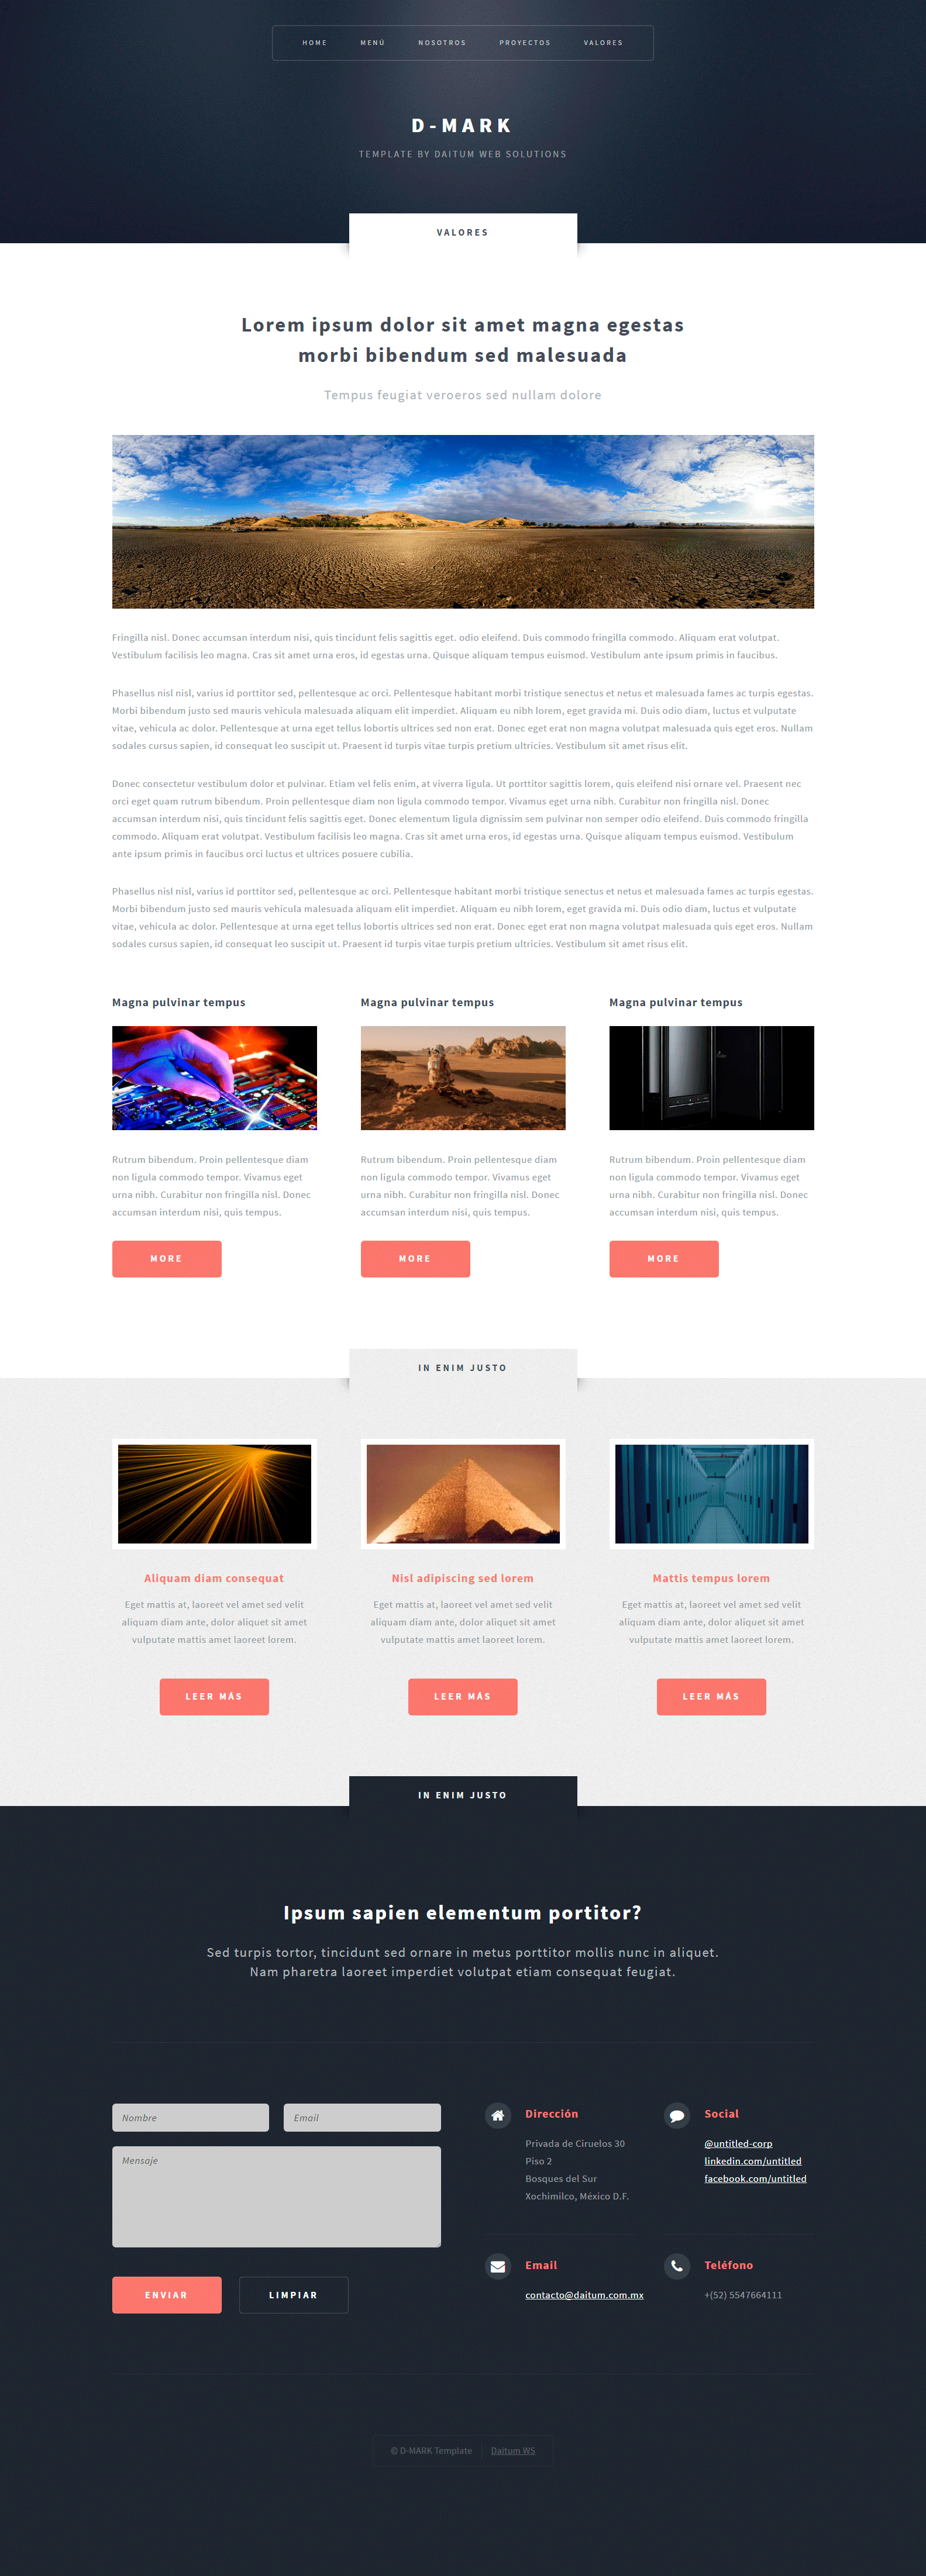 HOME MENÚ NOSOTROS PROYECTOS VALORES
D-MARK
TEMPLATE BY DAITUM WEB SOLUTIONS
VALORES
Lorem ipsum dolor sit amet magna egestas
morbi bibendum sed malesuada
Tempus feugiat veroeros sed nullam dolore
Fringilla nisl. Donec accumsan interdum nisi, quis tincidunt felis sagittis eget. odio eleifend. Duis commodo fringilla commodo. Aliquam erat volutpat.
Vestibulum facilisis leo magna. Cras sit amet urna eros, id egestas urna. Quisque aliquam tempus euismod. Vestibulum ante ipsum primis in faucibus.
Phasellus nisl nisl, varius id porttitor sed, pellentesque ac orci. Pellentesque habitant morbi tristique senectus et netus et malesuada fames ac turpis egestas.
Morbi bibendum justo sed mauris vehicula malesuada aliquam elit imperdiet. Aliquam eu nibh lorem, eget gravida mi. Duis odio diam, luctus et vulputate
vitae, vehicula ac dolor. Pellentesque at urna eget tellus lobortis ultrices sed non erat. Donec eget erat non magna volutpat malesuada quis eget eros. Nullam
sodales cursus sapien, id consequat leo suscipit ut. Praesent id turpis vitae turpis pretium ultricies. Vestibulum sit amet risus elit.
Donec consectetur vestibulum dolor et pulvinar. Etiam vel felis enim, at viverra ligula. Ut porttitor sagittis lorem, quis eleifend nisi ornare vel. Praesent nec
orci eget quam rutrum bibendum. Proin pellentesque diam non ligula commodo tempor. Vivamus eget urna nibh. Curabitur non fringilla nisl. Donec
accumsan interdum nisi, quis tincidunt felis sagittis eget. Donec elementum ligula dignissim sem pulvinar non semper odio eleifend. Duis commodo fringilla
commodo. Aliquam erat volutpat. Vestibulum facilisis leo magna. Cras sit amet urna eros, id egestas urna. Quisque aliquam tempus euismod. Vestibulum
ante ipsum primis in faucibus orci luctus et ultrices posuere cubilia.
Phasellus nisl nisl, varius id porttitor sed, pellentesque ac orci. Pellentesque habitant morbi tristique senectus et netus et malesuada fames ac turpis egestas.
Morbi bibendum justo sed mauris vehicula malesuada aliquam elit imperdiet. Aliquam eu nibh lorem, eget gravida mi. Duis odio diam, luctus et vulputate
vitae, vehicula ac dolor. Pellentesque at urna eget tellus lobortis ultrices sed non erat. Donec eget erat non magna volutpat malesuada quis eget eros. Nullam
sodales cursus sapien, id consequat leo suscipit ut. Praesent id turpis vitae turpis pretium ultricies. Vestibulum sit amet risus elit.
Magna pulvinar tempus
Rutrum bibendum. Proin pellentesque diam
non ligula commodo tempor. Vivamus eget
urna nibh. Curabitur non fringilla nisl. Donec
accumsan interdum nisi, quis tempus.
MORE
Magna pulvinar tempus
Rutrum bibendum. Proin pellentesque diam
non ligula commodo tempor. Vivamus eget
urna nibh. Curabitur non fringilla nisl. Donec
accumsan interdum nisi, quis tempus.
MORE
Magna pulvinar tempus
Rutrum bibendum. Proin pellentesque diam
non ligula commodo tempor. Vivamus eget
urna nibh. Curabitur non fringilla nisl. Donec
accumsan interdum nisi, quis tempus.
MORE
IN ENIM JUSTO
Aliquam diam consequat
Eget mattis at, laoreet vel amet sed velit
aliquam diam ante, dolor aliquet sit amet
vulputate mattis amet laoreet lorem.
LEER MÁS
Nisl adipiscing sed lorem
Eget mattis at, laoreet vel amet sed velit
aliquam diam ante, dolor aliquet sit amet
vulputate mattis amet laoreet lorem.
LEER MÁS
Mattis tempus lorem
Eget mattis at, laoreet vel amet sed velit
aliquam diam ante, dolor aliquet sit amet
vulputate mattis amet laoreet lorem.
LEER MÁS
IN ENIM JUSTO
Ipsum sapien elementum portitor?
Sed turpis tortor, tincidunt sed ornare in metus porttitor mollis nunc in aliquet.
Nam pharetra laoreet imperdiet volutpat etiam consequat feugiat.
Nombre Email
Mensaje
ENVIAR LIMPIAR
Dirección
Privada de Ciruelos 30
Piso 2
Bosques del Sur
Xochimilco, México D.F.
Social
@untitled-corp
linkedin.com/untitled
facebook.com/untitled
Email
contacto@daitum.com.mx
Teléfono
+(52) 5547664111
© D-MARK Template Daitum WS